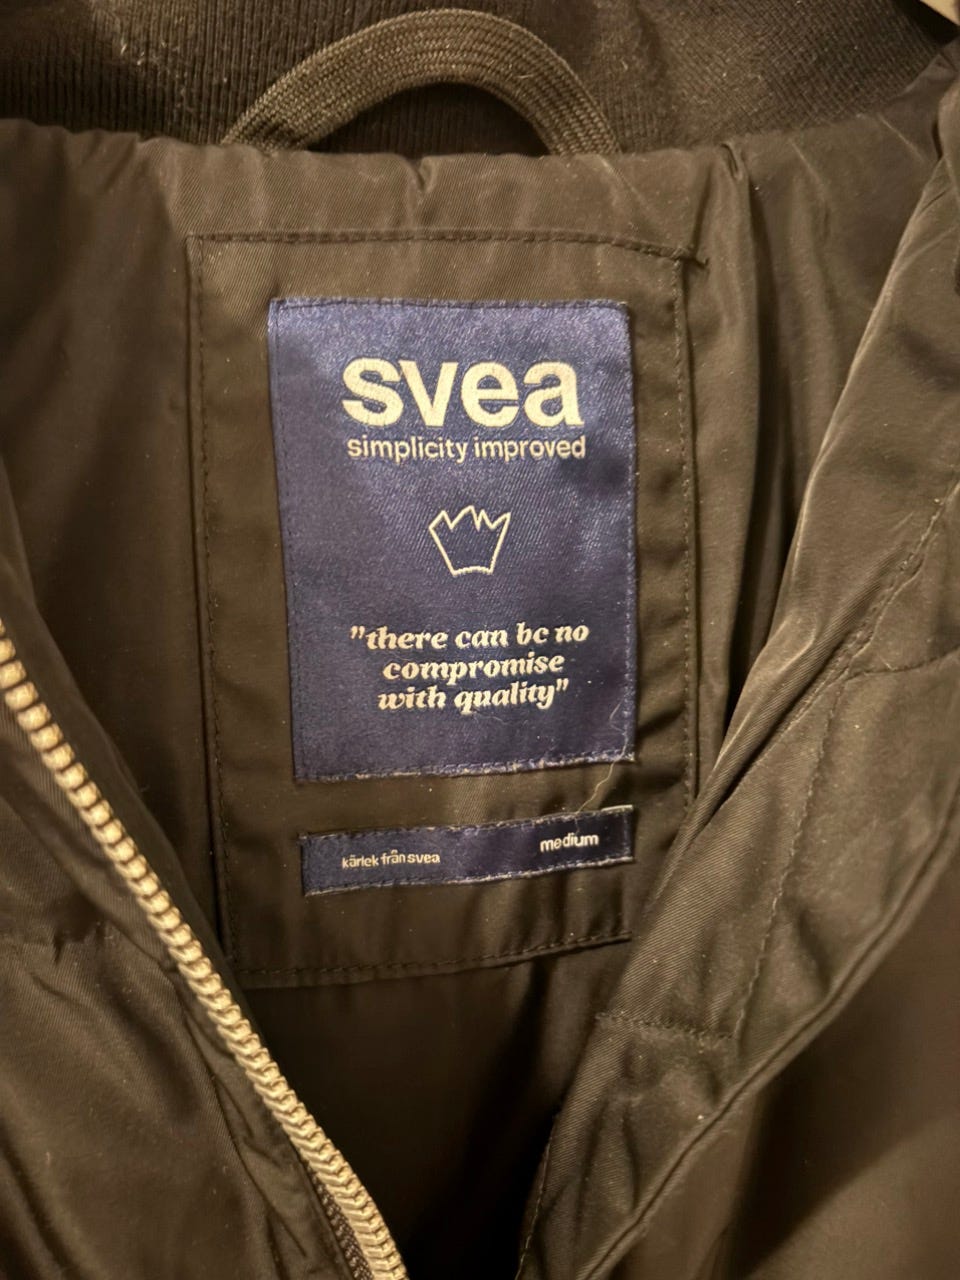 svea
simplicity improved
"there can be no
compromise
with quality"
kärlek från svea
medium